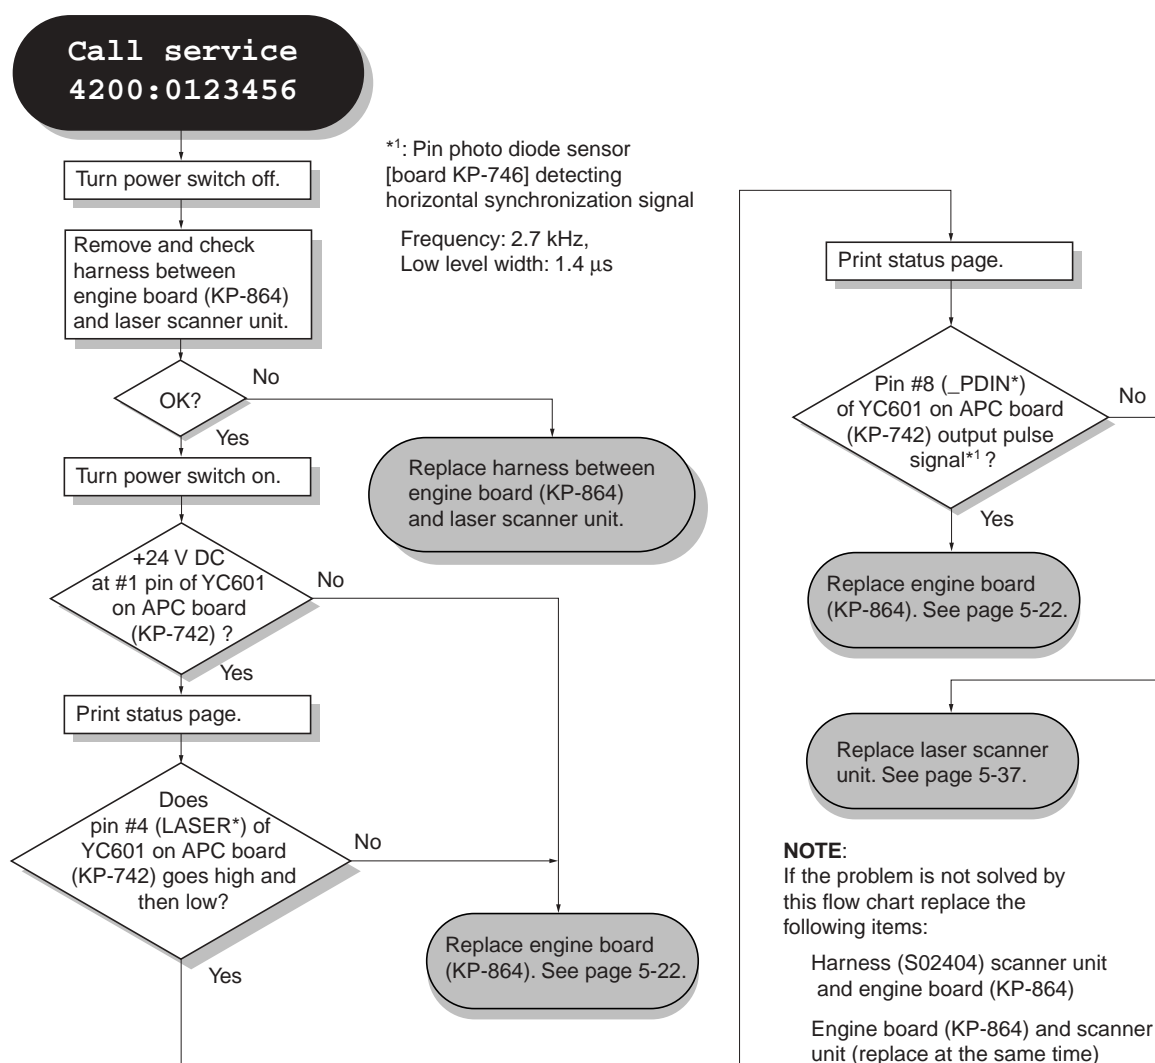 Call service
4200:0123456
Turn power switch off.
Remove and check
harness between
engine board (KP-864)
and laser scanner unit.
OK?
No
Yes
Replace harness between
engine board (KP-864)
and laser scanner unit.
Turn power switch on.
+24 V DC
at #1 pin of YC601
on APC board
(KP-742) ?
No
Yes
Print status page.
Does
pin #4 (LASER*) of
YC601 on APC board
(KP-742) goes high and
then low?
No
Yes
Replace engine board
(KP-864). See page 5-22.
*1: Pin photo diode sensor
[board KP-746] detecting
horizontal synchronization signal
Frequency: 2.7 kHz,
Low level width: 1.4 µs
Print status page.
Pin #8 (_PDIN*)
of YC601 on APC board
(KP-742) output pulse
signal*1 ?
No
Yes
Replace engine board
(KP-864). See page 5-22.
Replace laser scanner
unit. See page 5-37.
NOTE:
If the problem is not solved by
this flow chart replace the
following items:
Harness (S02404) scanner unit
and engine board (KP-864)
Engine board (KP-864) and scanner
unit (replace at the same time)